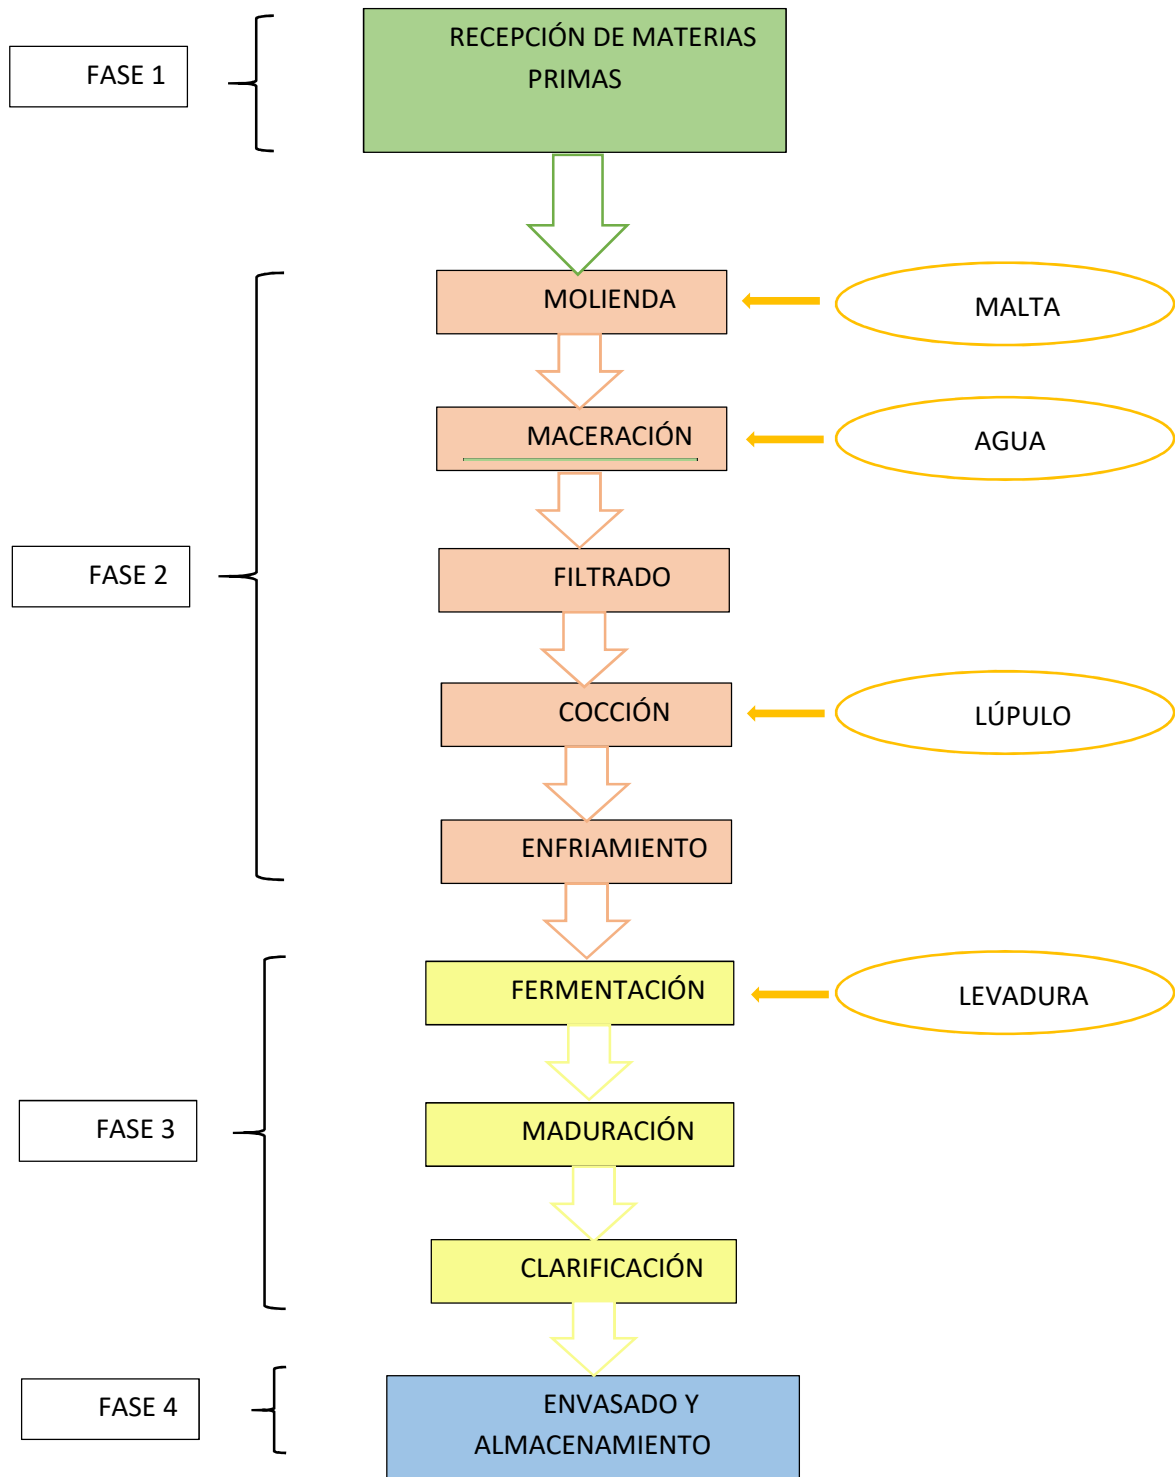 FASE 1
RECEPCIÓN DE MATERIAS
PRIMAS
MOLIENDA
MALTA
MACERACIÓN
AGUA
FASE 2
FILTRADO
COCCIÓN
LÚPULO
ENFRIAMIENTO
FERMENTACIÓN
LEVADURA
FASE 3
MADURACIÓN
CLARIFICACIÓN
FASE 4
ENVASADO Y
ALMACENAMIENTO